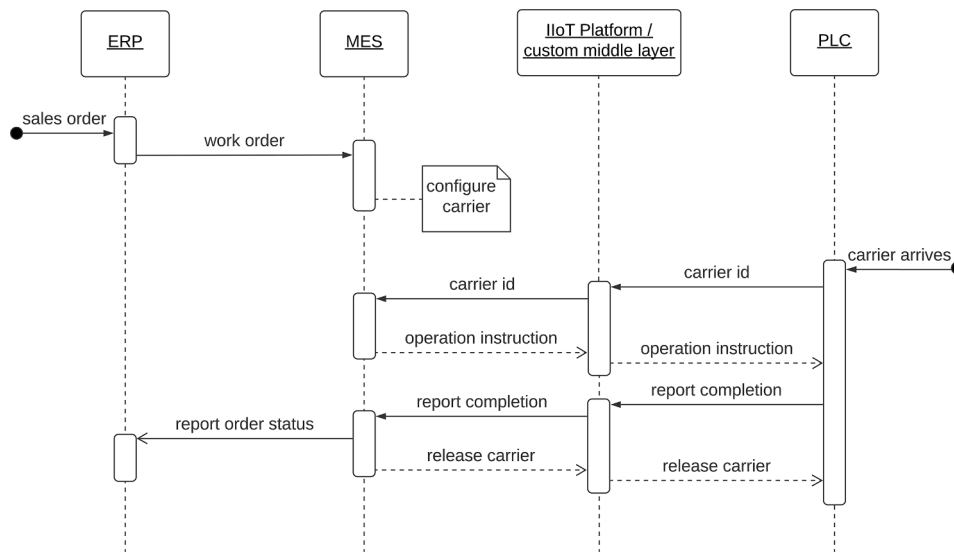 ERP
MES
IIoT Platform /
custom middle layer
PLC
sales order
work order
configure
carrier
carrier arrives
carrier id
carrier id
operation instruction
operation instruction
report completion
report completion
report order status
release carrier
release carrier